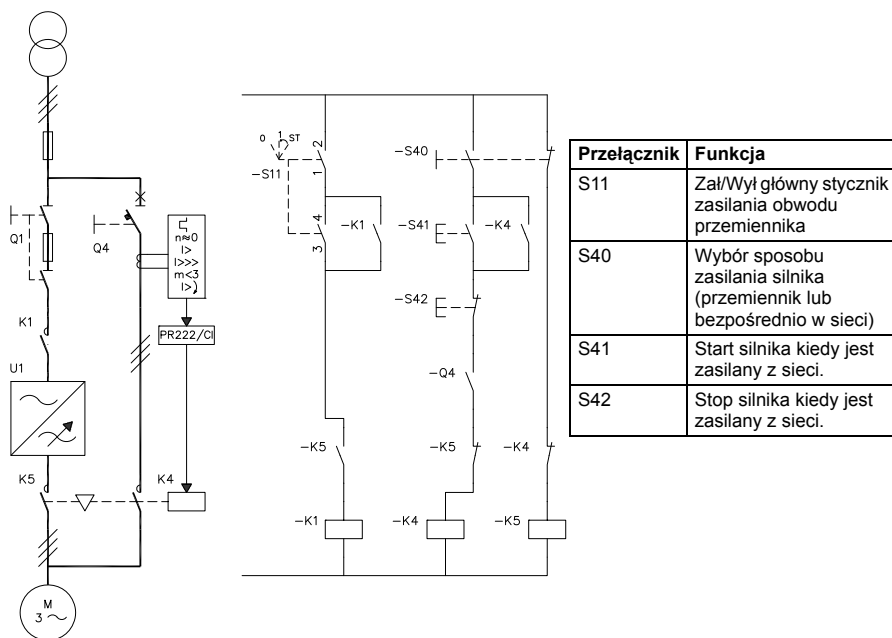 Q1
K1
U1
K5
M
3 ~
Q4
n≈0
I>
I>>>
m<3
I>
PR222/CI
K4
0 1 ST
-S11
2
1
4
3
-K1
-K5
-K1
-S40
-S41
-K4
-S42
-Q4
-K5
-K4
-K4
-K5
Przełącznik Funkcja
S11 Zał/Wył główny stycznik
zasilania obwodu
przemiennika
S40 Wybór sposobu
zasilania silnika
(przemiennik lub
bezpośrednio w sieci)
S41 Start silnika kiedy jest
zasilany z sieci.
S42 Stop silnika kiedy jest
zasilany z sieci.